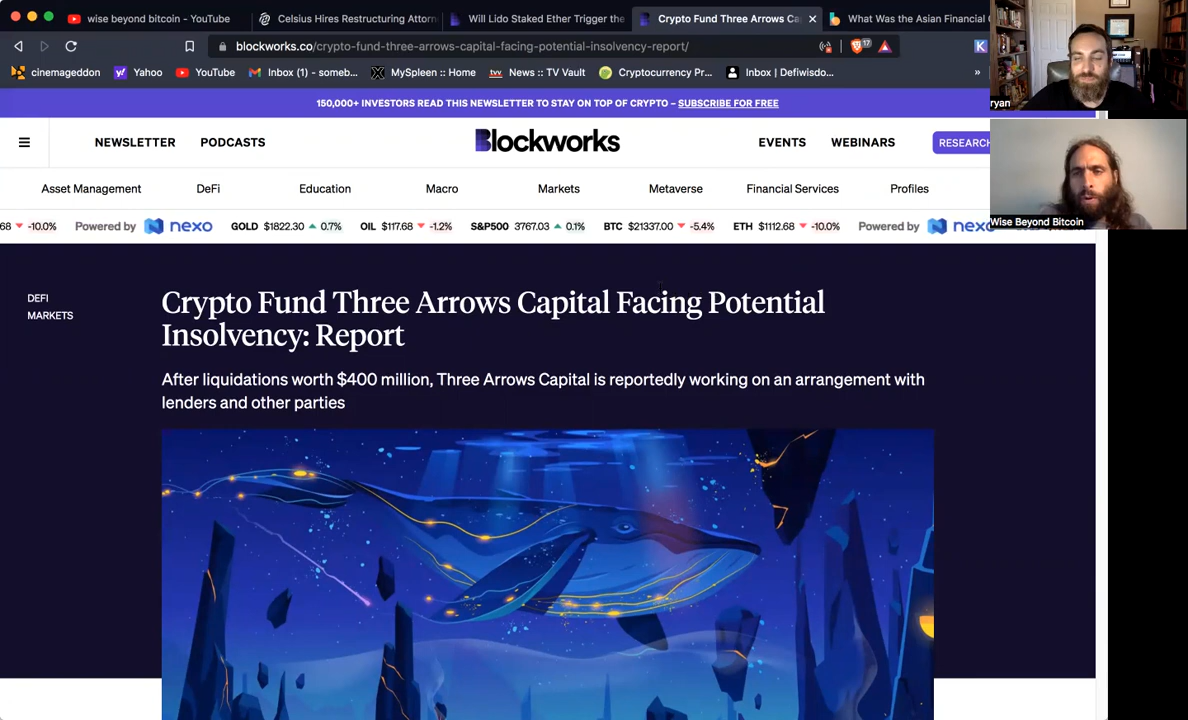 wise beyond bitcoin - YouTube
Celsius Hires Restructuring Attorn
Will Lido Staked Ether Trigger the
Crypto Fund Three Arrows Ca
What Was the Asian Financial C
blockworks.co/crypto-fund-three-arrows-capital-facing-potential-insolvency-report/
17
K
cinemageddon
Yahoo
YouTube
Inbox (1) - someb...
MySpleen :: Home
tvv
News :: TV Vault
Cryptocurrency Pr...
Inbox | Defiwisdo...
»
ryan
150,000+ INVESTORS READ THIS NEWSLETTER TO STAY ON TOP OF CRYPTO – SUBSCRIBE FOR FREE
NEWSLETTER
PODCASTS
Blockworks
EVENTS
WEBINARS
RESEARCH
Asset Management
DeFi
Education
Macro
Markets
Metaverse
Financial Services
Profiles
Wise Beyond Bitcoin
.68 -10.0%
Powered by nexo
GOLD $1822.30 0.7%
OIL $117.68 -1.2%
S&P500 3767.03 0.1%
BTC $21337.00 -5.4%
ETH $1112.68 -10.0%
Powered by nexo
DEFI
MARKETS
Crypto Fund Three Arrows Capital Facing Potential
Insolvency: Report
After liquidations worth $400 million, Three Arrows Capital is reportedly working on an arrangement with
lenders and other parties